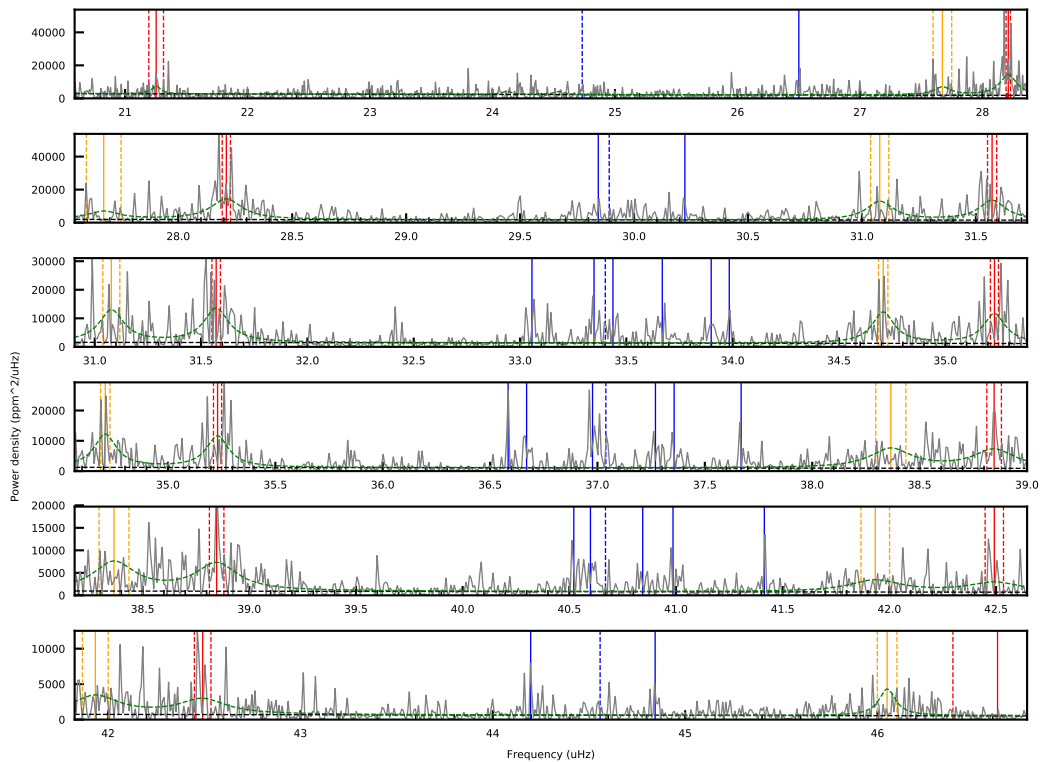 40000
20000
0
21 22 23 24 25 26 27 28
40000
20000
0
28.0 28.5 29.0 29.5 30.0 30.5 31.0 31.5
30000
20000
10000
0
31.0 31.5 32.0 32.5 33.0 33.5 34.0 34.5 35.0
Power density (ppm^2/uHz)
20000
10000
0
35.0 35.5 36.0 36.5 37.0 37.5 38.0 38.5 39.0
20000
15000
10000
5000
0
38.5 39.0 39.5 40.0 40.5 41.0 41.5 42.0 42.5
10000
5000
0
42 43 44 45 46
Frequency (uHz)